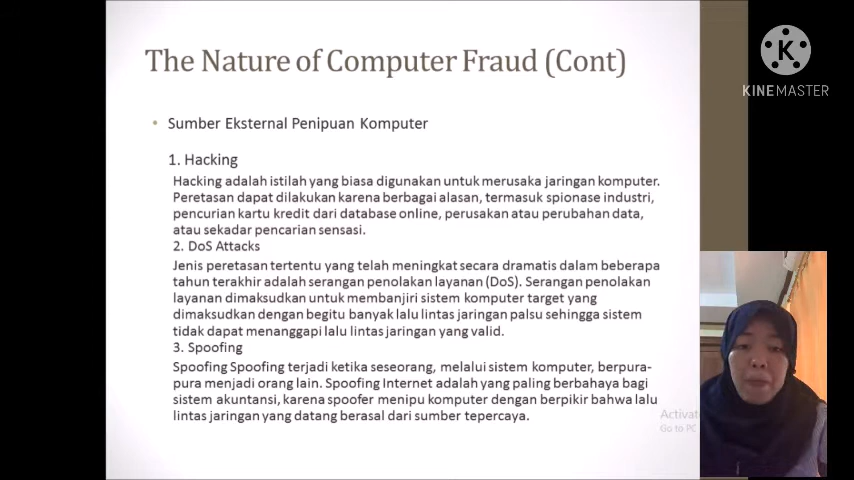 The Nature of Computer Fraud (Cont)
K
KINEMASTER
• Sumber Eksternal Penipuan Komputer
1. Hacking
Hacking adalah istilah yang biasa digunakan untuk merusaka jaringan komputer.
Peretasan dapat dilakukan karena berbagai alasan, termasuk spionase industri,
pencurian kartu kredit dari database online, perusakan atau perubahan data,
atau sekadar pencarian sensasi.
2. DoS Attacks
Jenis peretasan tertentu yang telah meningkat secara dramatis dalam beberapa
tahun terakhir adalah serangan penolakan layanan (DoS). Serangan penolakan
layanan dimaksudkan untuk membanjiri sistem komputer target yang
dimaksudkan dengan begitu banyak lalu lintas jaringan palsu sehingga sistem
tidak dapat menanggapi lalu lintas jaringan yang valid.
3. Spoofing
Spoofing Spoofing terjadi ketika seseorang, melalui sistem komputer, berpura-
pura menjadi orang lain. Spoofing Internet adalah yang paling berbahaya bagi
sistem akuntansi, karena spoofer menipu komputer dengan berpikir bahwa lalu
lintas jaringan yang datang berasal dari sumber tepercaya.
Activat
Go to PC